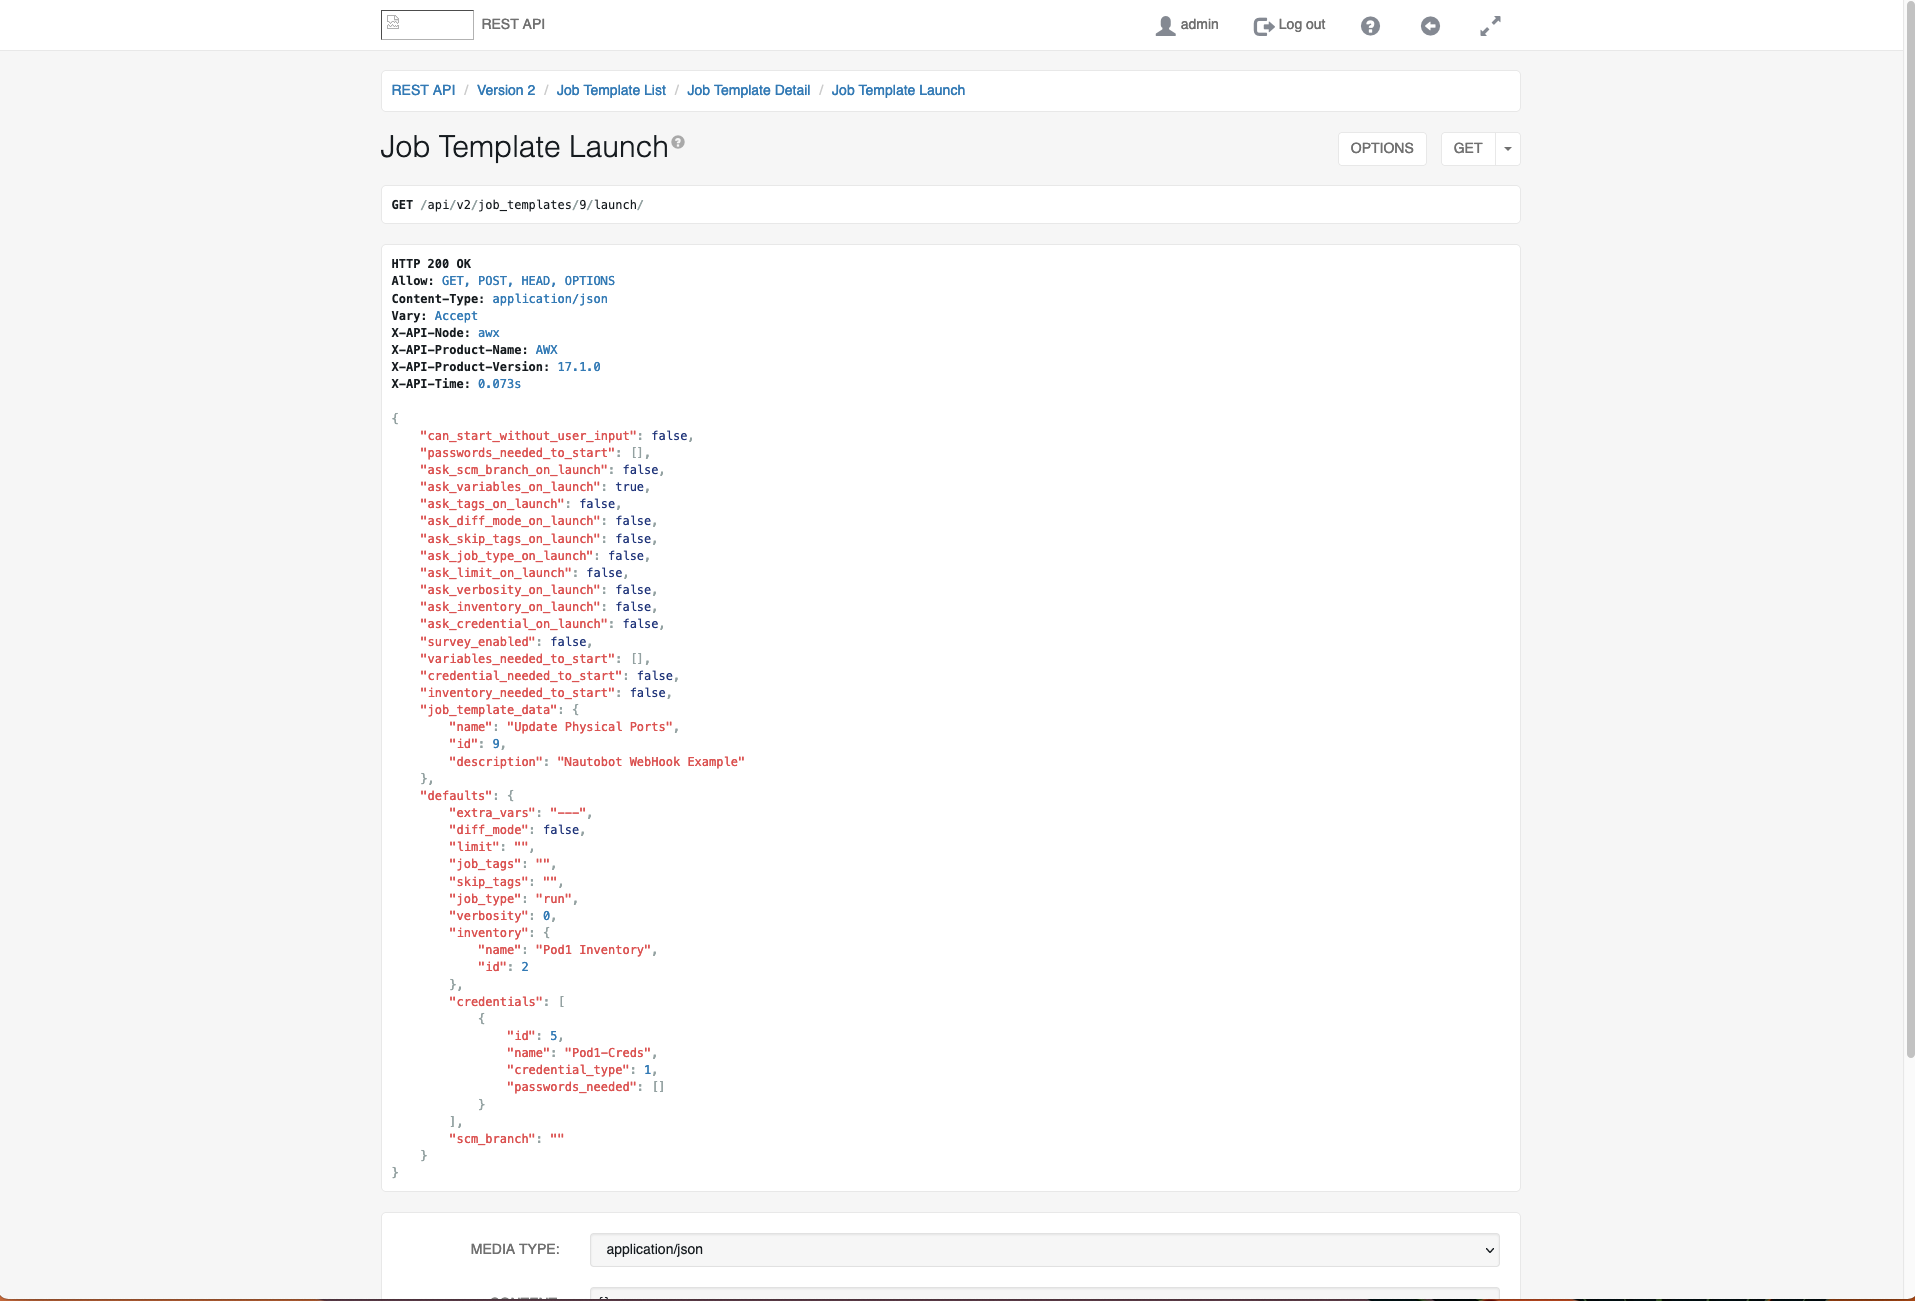 REST API
admin
Log out
REST API / Version 2 / Job Template List / Job Template Detail / Job Template Launch
Job Template Launch
OPTIONS
GET
GET /api/v2/job_templates/9/launch/
HTTP 200 OK
Allow: GET, POST, HEAD, OPTIONS
Content-Type: application/json
Vary: Accept
X-API-Node: awx
X-API-Product-Name: AWX
X-API-Product-Version: 17.1.0
X-API-Time: 0.073s
{
    "can_start_without_user_input": false,
    "passwords_needed_to_start": [],
    "ask_scm_branch_on_launch": false,
    "ask_variables_on_launch": true,
    "ask_tags_on_launch": false,
    "ask_diff_mode_on_launch": false,
    "ask_skip_tags_on_launch": false,
    "ask_job_type_on_launch": false,
    "ask_limit_on_launch": false,
    "ask_verbosity_on_launch": false,
    "ask_inventory_on_launch": false,
    "ask_credential_on_launch": false,
    "survey_enabled": false,
    "variables_needed_to_start": [],
    "credential_needed_to_start": false,
    "inventory_needed_to_start": false,
    "job_template_data": {
        "name": "Update Physical Ports",
        "id": 9,
        "description": "Nautobot WebHook Example"
    },
    "defaults": {
        "extra_vars": "---",
        "diff_mode": false,
        "limit": "",
        "job_tags": "",
        "skip_tags": "",
        "job_type": "run",
        "verbosity": 0,
        "inventory": {
            "name": "Pod1 Inventory",
            "id": 2
        },
        "credentials": [
            {
                "id": 5,
                "name": "Pod1-Creds",
                "credential_type": 1,
                "passwords_needed": []
            }
        ],
        "scm_branch": ""
    }
}
MEDIA TYPE:
application/json